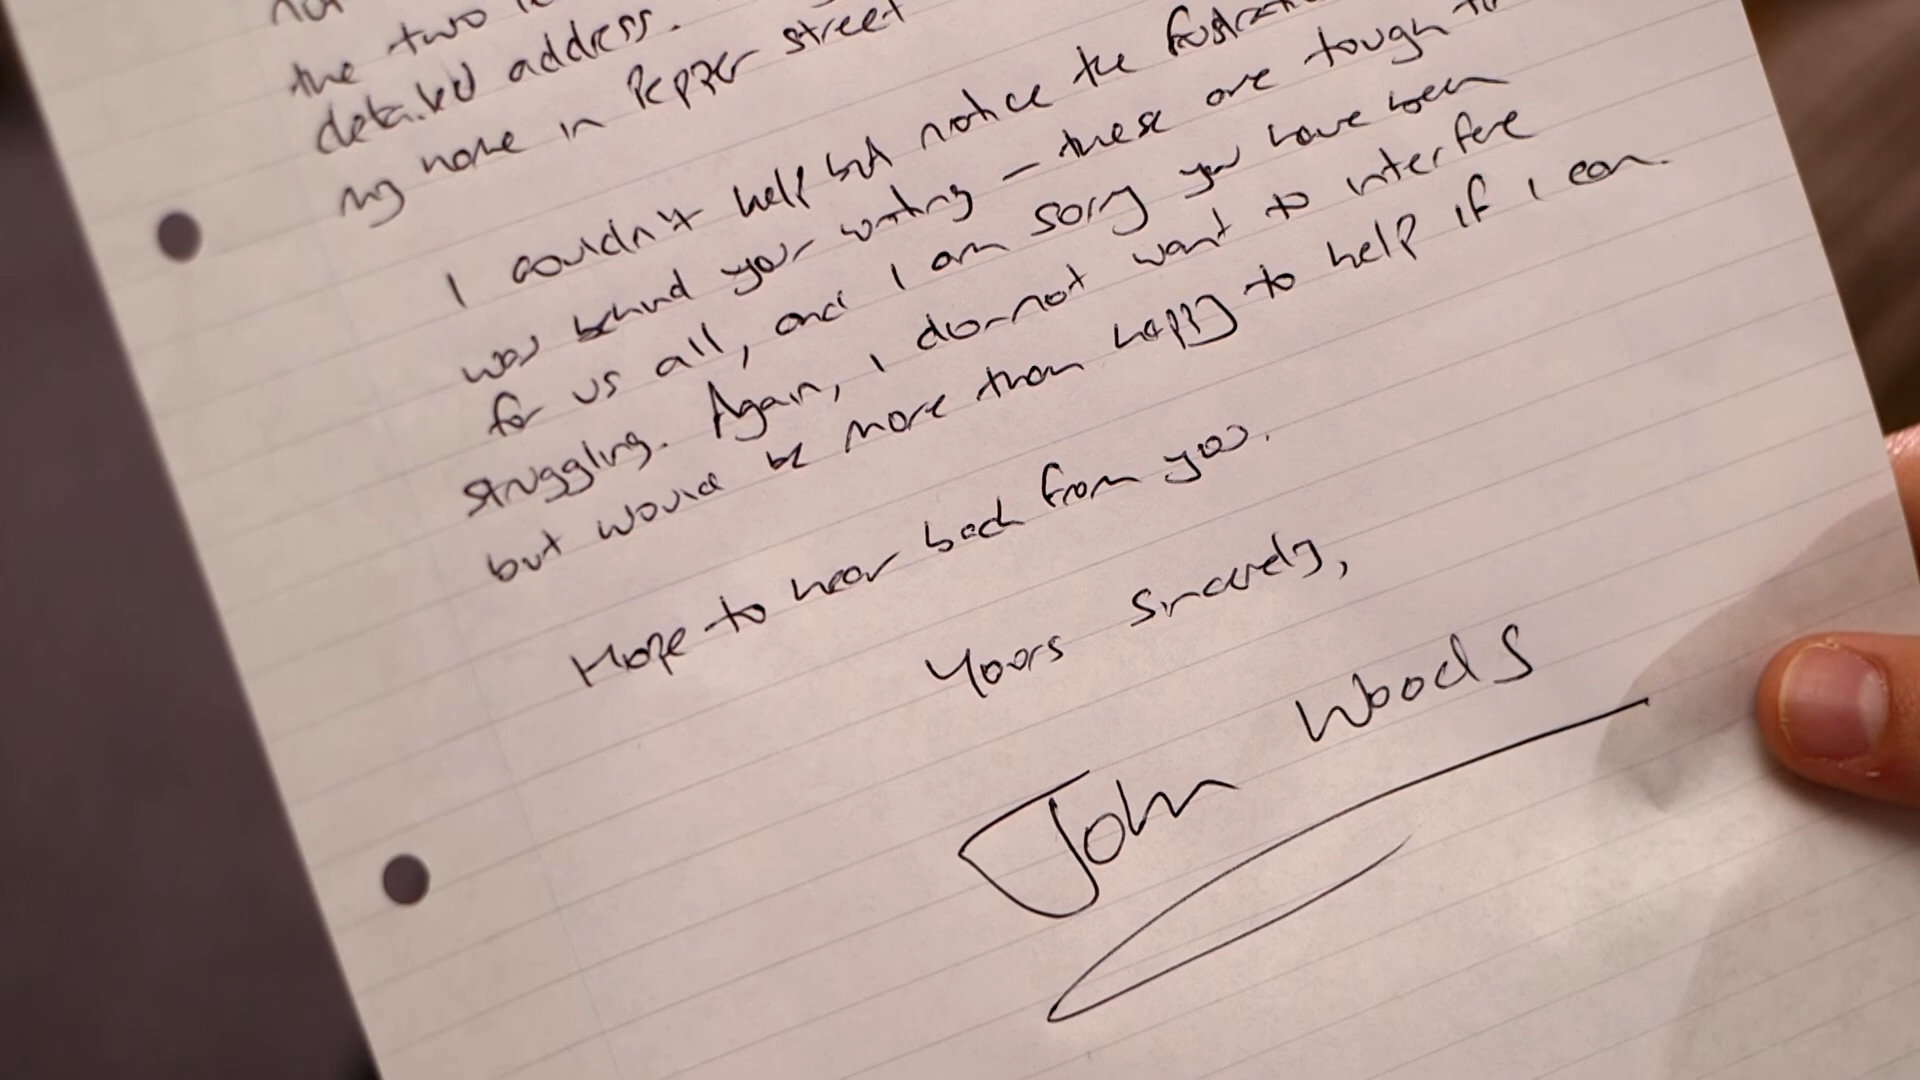 the two
detailed address.
my name in Pepper street
I couldn't help but notice the
was behind your writing – these are tough
for us all, and I am sorry you have been
struggling. Again, I do not want to interfere
but would be more than happy to help if I can.
Hope to hear back from you.
Yours sincerely,
John Woods